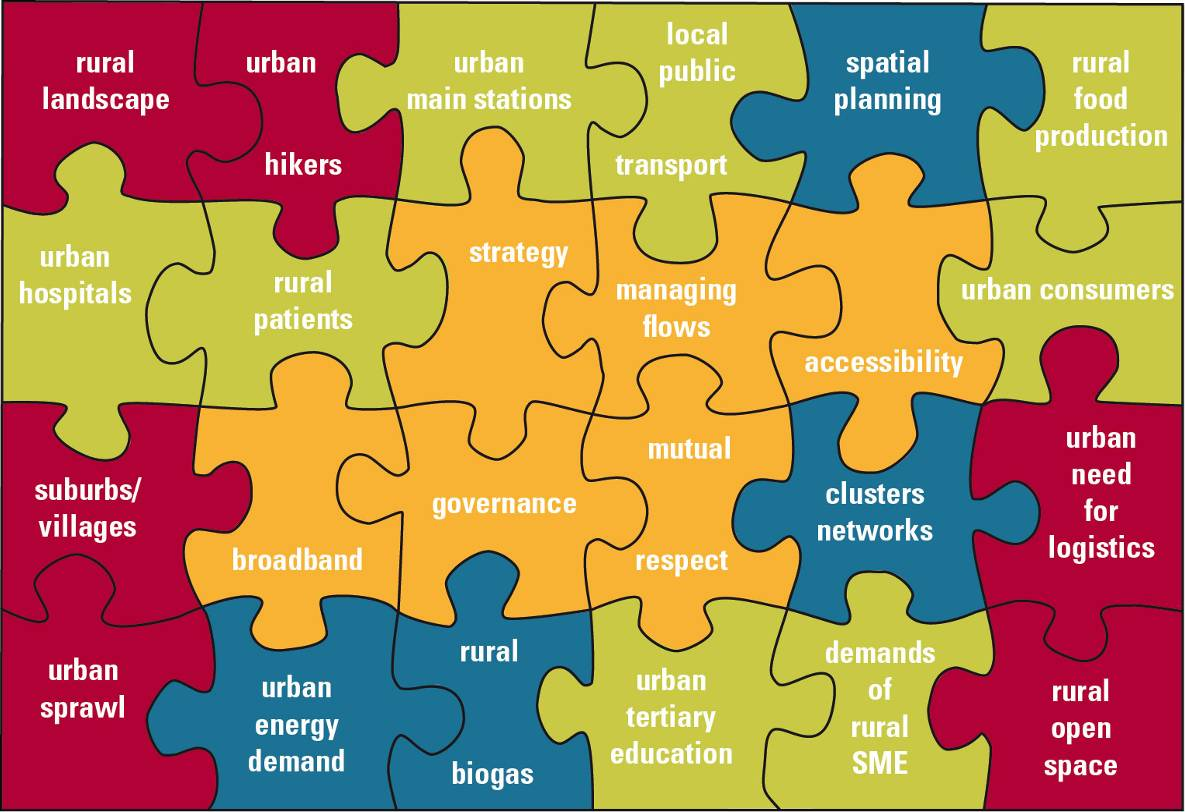 rural
landscape
urban
hikers
urban
main stations
local
public
transport
spatial
planning
rural
food
production
urban
hospitals
rural
patients
strategy
managing
flows
accessibility
urban consumers
suburbs/
villages
broadband
governance
mutual
respect
clusters
networks
urban
need
for
logistics
urban
sprawl
urban
energy
demand
rural
biogas
urban
tertiary
education
demands
of
rural
SME
rural
open
space